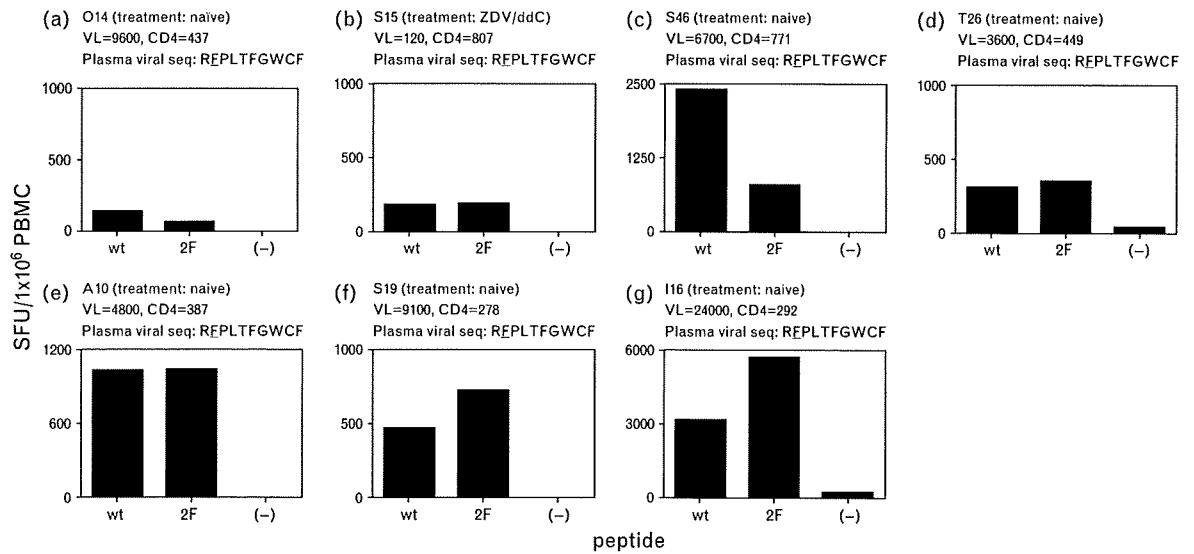 (a) O14 (treatment: naïve)
VL=9600, CD4=437
Plasma viral seq: RFPLTFGWCF
1000
500
0
wt 2F (–)
(b) S15 (treatment: ZDV/ddC)
VL=120, CD4=807
Plasma viral seq: RFPLTFGWCF
1000
500
0
wt 2F (–)
(c) S46 (treatment: naive)
VL=6700, CD4=771
Plasma viral seq: RFPLTFGWCF
2500
1250
0
wt 2F (–)
(d) T26 (treatment: naive)
VL=3600, CD4=449
Plasma viral seq: RFPLTFGWCF
1000
500
0
wt 2F (–)
SFU/1x10⁶ PBMC
(e) A10 (treatment: naive)
VL=4800, CD4=387
Plasma viral seq: RFPLTFGWCF
1200
600
0
wt 2F (–)
(f) S19 (treatment: naive)
VL=9100, CD4=278
Plasma viral seq: RFPLTFGWCF
1000
500
0
wt 2F (–)
(g) I16 (treatment: naive)
VL=24000, CD4=292
Plasma viral seq: RFPLTFGWCF
6000
3000
0
wt 2F (–)
peptide